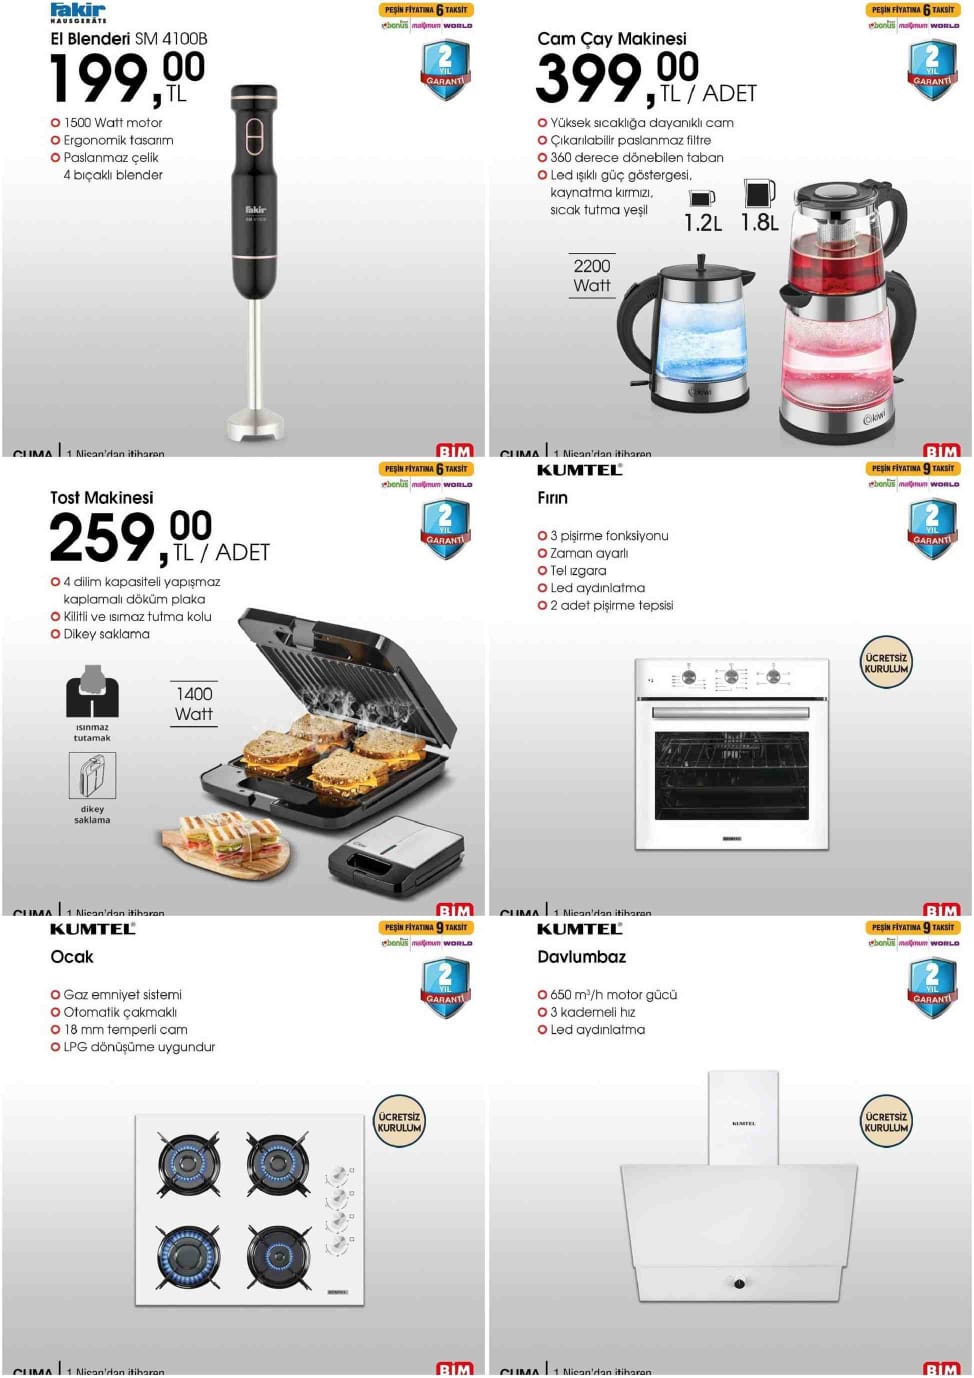 Fakir
HAUSGERÄTE
PEŞİN FİYATINA 6 TAKSİT
bonus maximum WORLD
El Blenderi SM 4100B
199,00 TL
2 YIL GARANTİ
1500 Watt motor
Ergonomik tasarım
Paslanmaz çelik
4 bıçaklı blender
fakir
CUMA 1 Nisan'dan itibaren
BİM
PEŞİN FİYATINA 6 TAKSİT
bonus maximum WORLD
Cam Çay Makinesi
399,00 TL / ADET
2 YIL GARANTİ
Yüksek sıcaklığa dayanıklı cam
Çıkarılabilir paslanmaz filtre
360 derece dönebilen taban
Led ışıklı güç göstergesi,
kaynatma kırmızı,
sıcak tutma yeşil
1.2L 1.8L
2200
Watt
kiwi
kiwi
CUMA 1 Nisan'dan itibaren
BİM
PEŞİN FİYATINA 6 TAKSİT
bonus maximum WORLD
Tost Makinesi
259,00 TL / ADET
2 YIL GARANTİ
4 dilim kapasiteli yapışmaz
kaplamalı döküm plaka
Kilitli ve ısımaz tutma kolu
Dikey saklama
1400
Watt
ısınmaz
tutamak
dikey
saklama
CUMA 1 Nisan'dan itibaren
BİM
KUMTEL
PEŞİN FİYATINA 9 TAKSİT
bonus maximum WORLD
Fırın
2 YIL GARANTİ
3 pişirme fonksiyonu
Zaman ayarlı
Tel ızgara
Led aydınlatma
2 adet pişirme tepsisi
ÜCRETSİZ
KURULUM
KUMTEL
CUMA 1 Nisan'dan itibaren
BİM
KUMTEL
PEŞİN FİYATINA 9 TAKSİT
bonus maximum WORLD
Ocak
2 YIL GARANTİ
Gaz emniyet sistemi
Otomatik çakmaklı
18 mm temperli cam
LPG dönüşüme uygundur
ÜCRETSİZ
KURULUM
KUMTEL
CUMA 1 Nisan'dan itibaren
BİM
KUMTEL
PEŞİN FİYATINA 9 TAKSİT
bonus maximum WORLD
Davlumbaz
2 YIL GARANTİ
650 m³/h motor gücü
3 kademeli hız
Led aydınlatma
ÜCRETSİZ
KURULUM
KUMTEL
CUMA 1 Nisan'dan itibaren
BİM